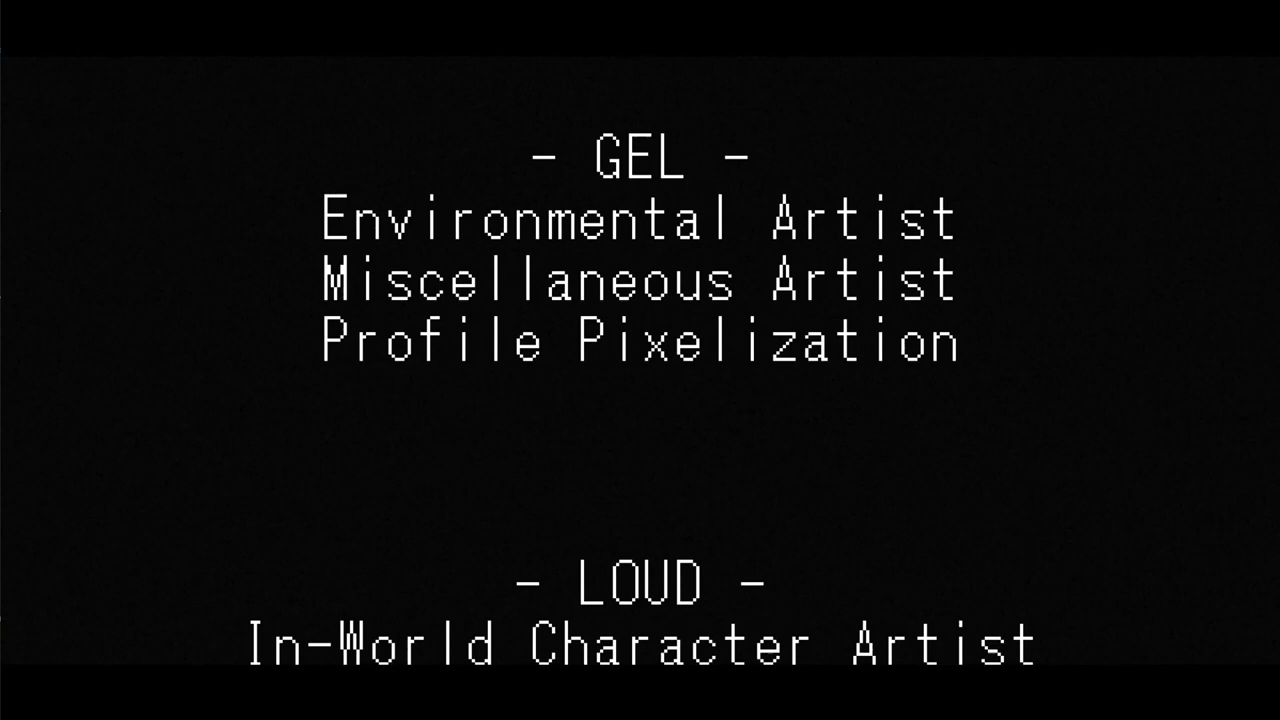 - GEL -
Environmental Artist
Miscellaneous Artist
Profile Pixelization
- LOUD -
In-World Character Artist